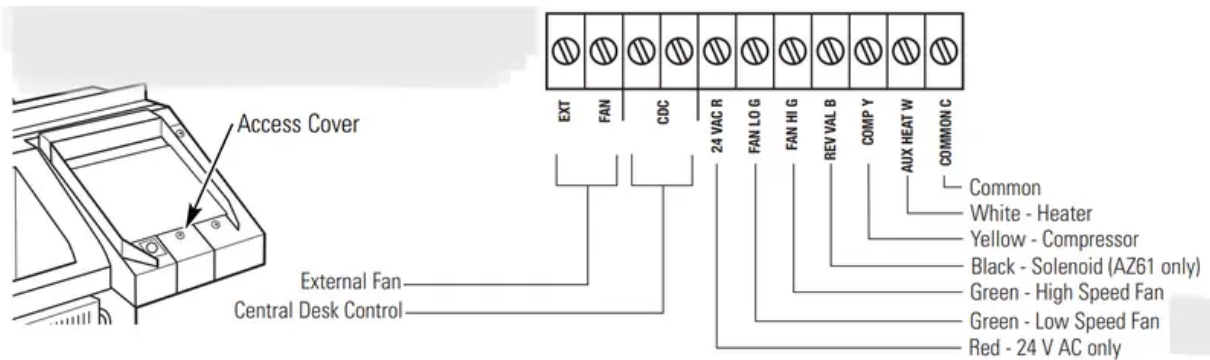 EXT
FAN
CDC
24 VAC R
FAN LO G
FAN HI G
REV VAL B
COMP Y
AUX HEAT W
COMMON C
Access Cover
External Fan
Central Desk Control
Common
White - Heater
Yellow - Compressor
Black - Solenoid (AZ61 only)
Green - High Speed Fan
Green - Low Speed Fan
Red - 24 V AC only